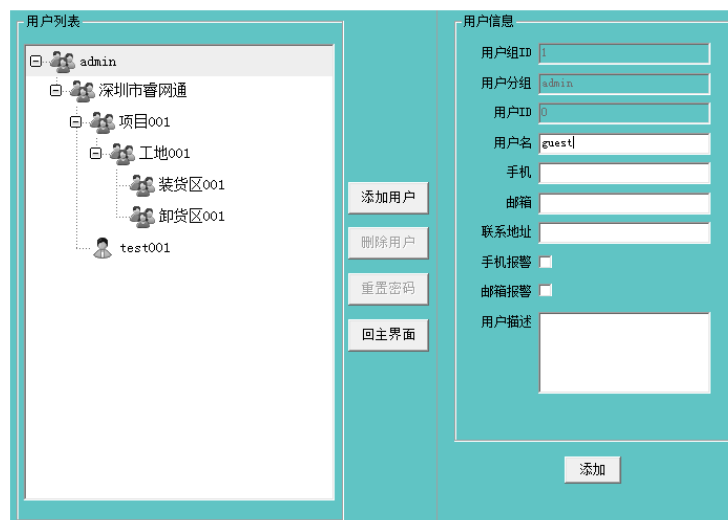 用户列表
admin
深圳市睿网通
项目001
工地001
装货区001
卸货区001
test001
添加用户
删除用户
重置密码
回主界面
用户信息
用户组ID 1
用户分组 admin
用户ID 0
用户名 guest
手机
邮箱
联系地址
手机报警
邮箱报警
用户描述
添加